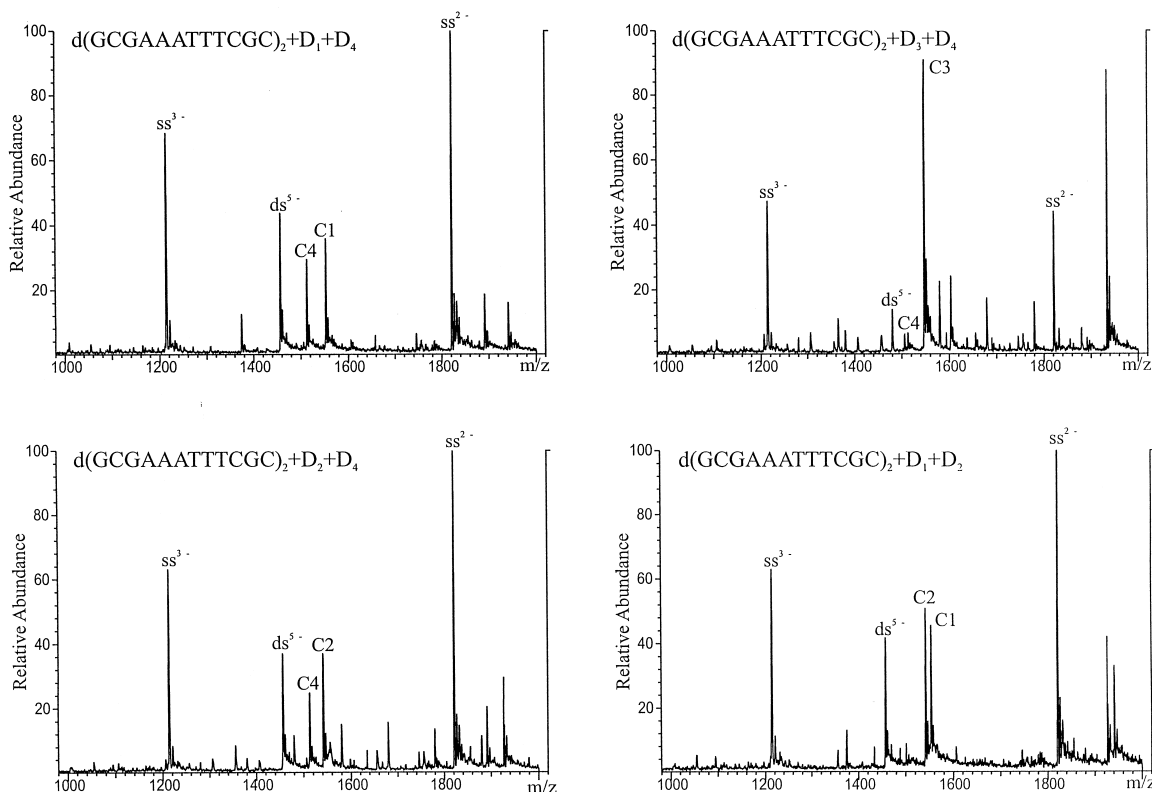 d(GCGAAATTTCGC)₂+D₁+D₄
Relative Abundance
100
80
60
40
20
ss³⁻
ds⁵⁻
C4
C1
ss²⁻
1000
1200
1400
1600
1800
m/z
d(GCGAAATTTCGC)₂+D₃+D₄
Relative Abundance
100
80
60
40
20
ss³⁻
ds⁵⁻
C4
C3
ss²⁻
1000
1200
1400
1600
1800
m/z
d(GCGAAATTTCGC)₂+D₂+D₄
Relative Abundance
100
80
60
40
20
ss³⁻
ds⁵⁻
C4
C2
ss²⁻
1000
1200
1400
1600
1800
m/z
d(GCGAAATTTCGC)₂+D₁+D₂
Relative Abundance
100
80
60
40
20
ss³⁻
ds⁵⁻
C2
C1
ss²⁻
1000
1200
1400
1600
1800
m/z